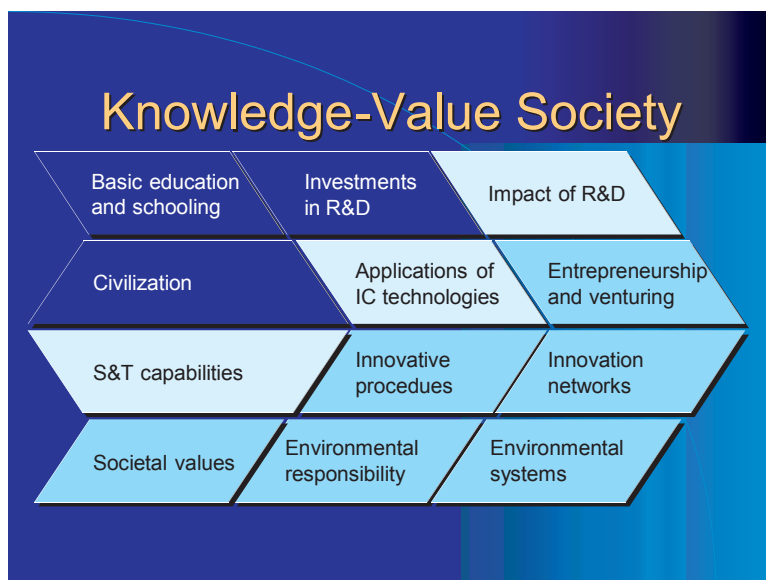 Knowledge-Value Society
Basic education
and schooling
Investments
in R&D
Impact of R&D
Civilization
Applications of
IC technologies
Entrepreneurship
and venturing
S&T capabilities
Innovative
procedues
Innovation
networks
Societal values
Environmental
responsibility
Environmental
systems